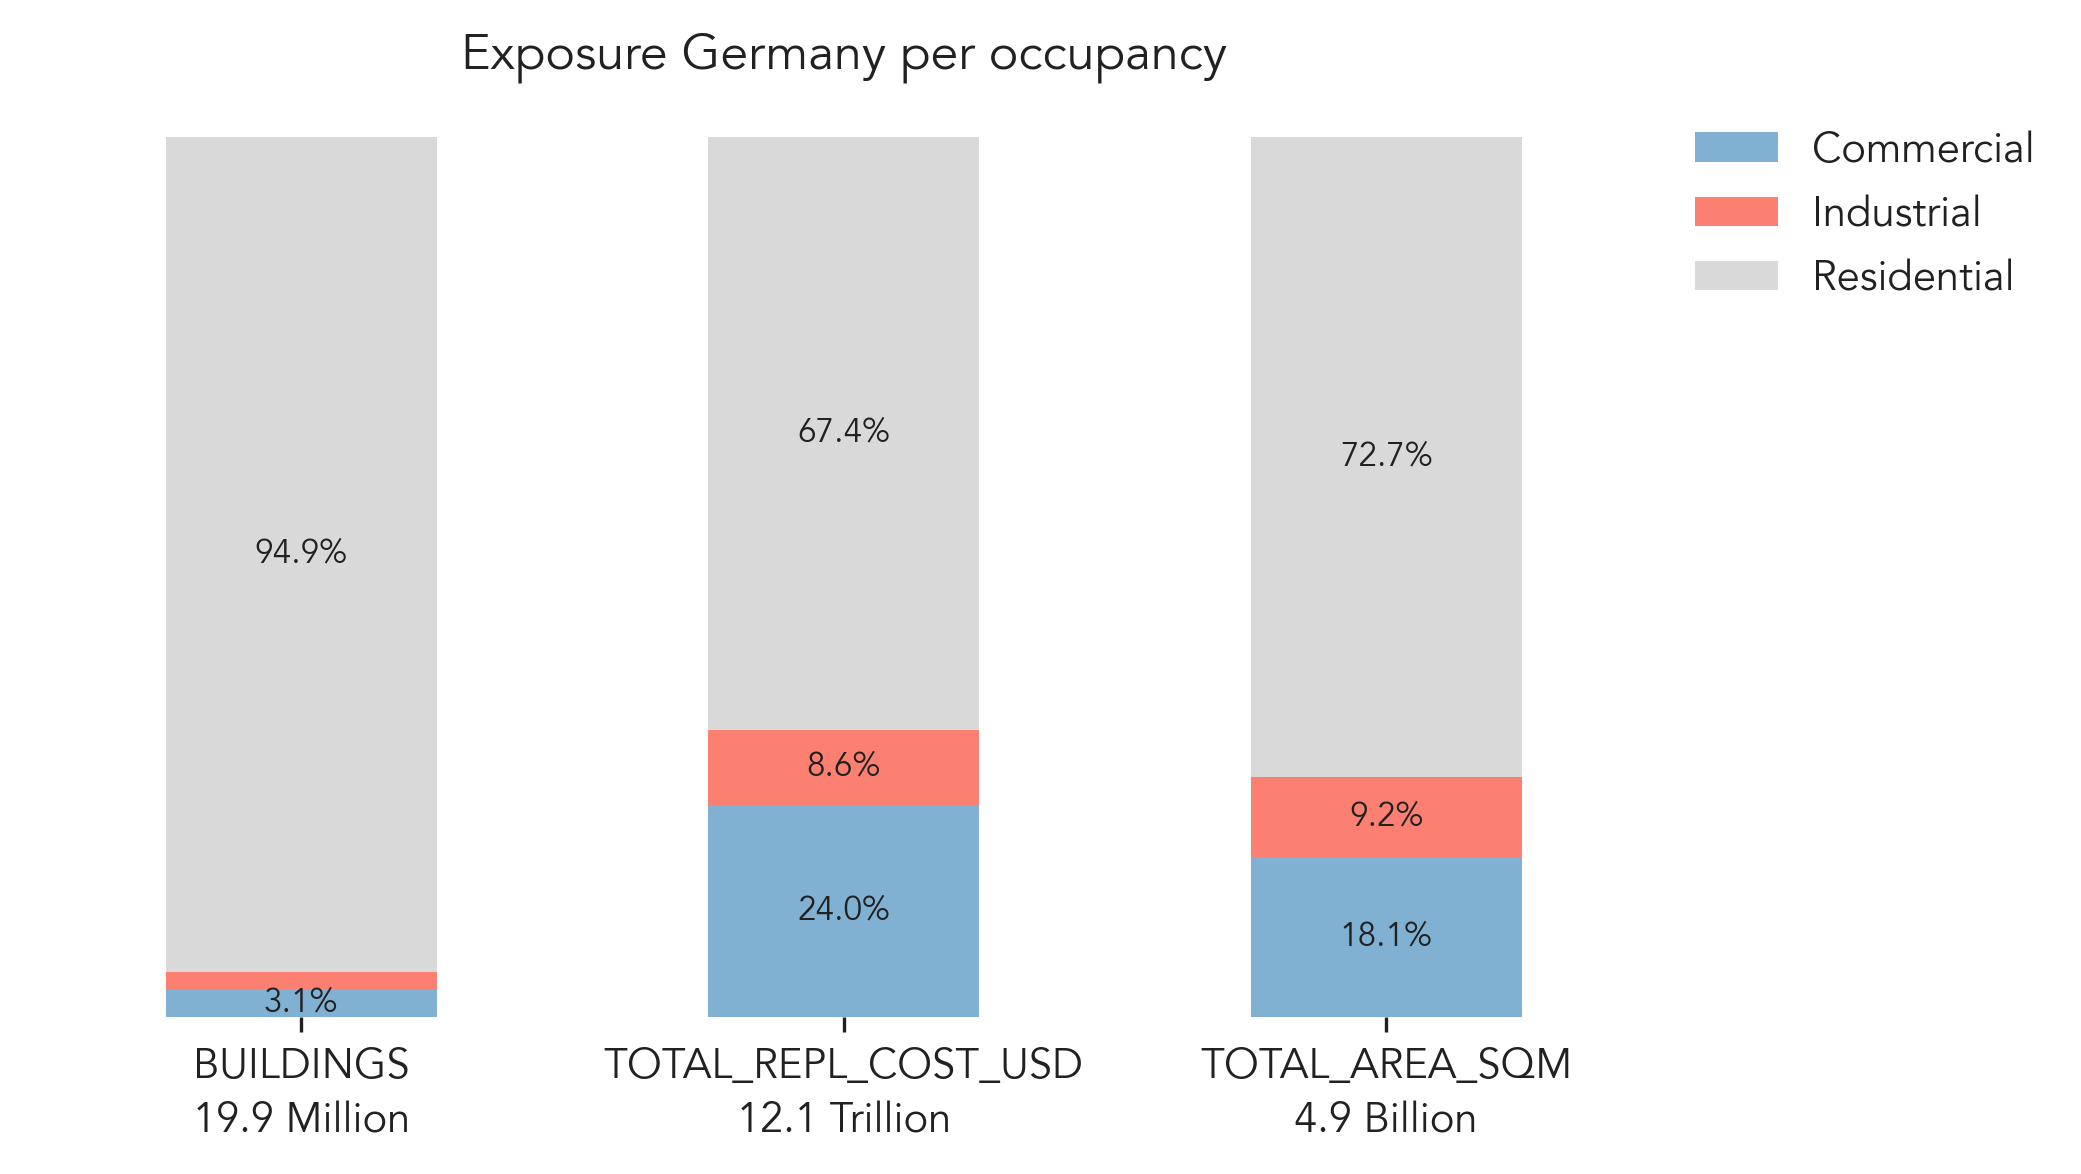 Exposure Germany per occupancy
Commercial
Industrial
Residential
94.9%
3.1%
67.4%
8.6%
24.0%
72.7%
9.2%
18.1%
BUILDINGS
19.9 Million
TOTAL_REPL_COST_USD
12.1 Trillion
TOTAL_AREA_SQM
4.9 Billion